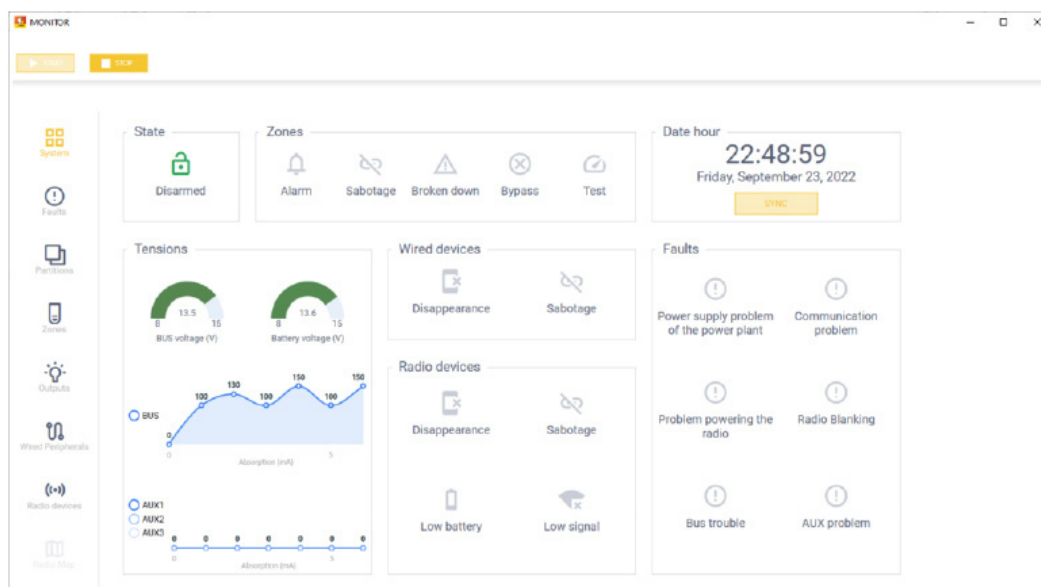 MONITOR
START
STOP
System
Faults
Partitions
Zones
Outputs
Wired Peripherals
Radio devices
Radio Map
State
Disarmed
Zones
Alarm
Sabotage
Broken down
Bypass
Test
Date hour
22:48:59
Friday, September 23, 2022
SYNC
Tensions
13.5
8
15
BUS voltage (V)
13.6
8
15
Battery voltage (V)
BUS
0
100
130
100
150
100
150
0
5
Absorption (mA)
AUX1
AUX2
AUX3
0
0
0
0
0
0
0
0
5
Absorption (mA)
Wired devices
Disappearance
Sabotage
Radio devices
Disappearance
Sabotage
Low battery
Low signal
Faults
Power supply problem
of the power plant
Communication
problem
Problem powering the
radio
Radio Blanking
Bus trouble
AUX problem